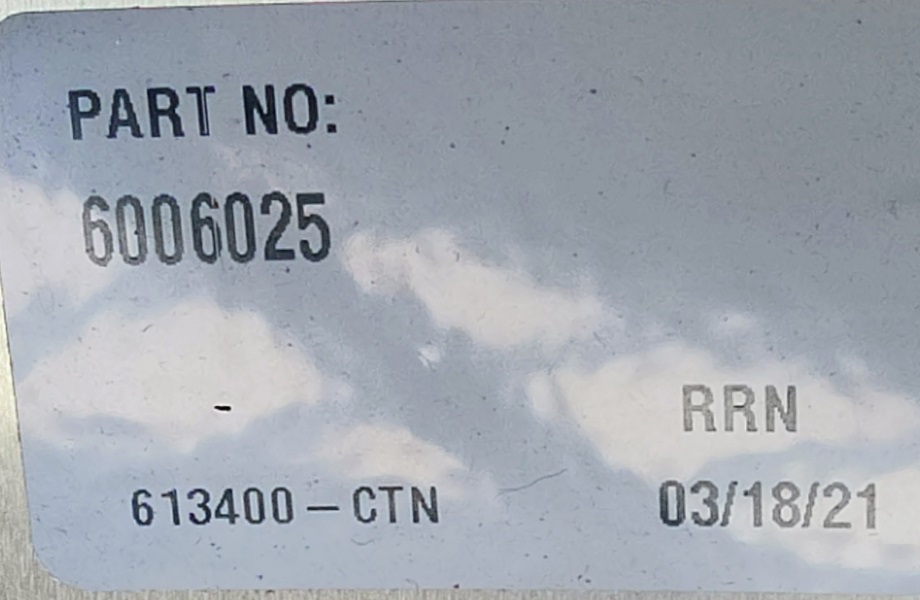 PART NO:
6006025
RRN
613400-CTN 03/18/21